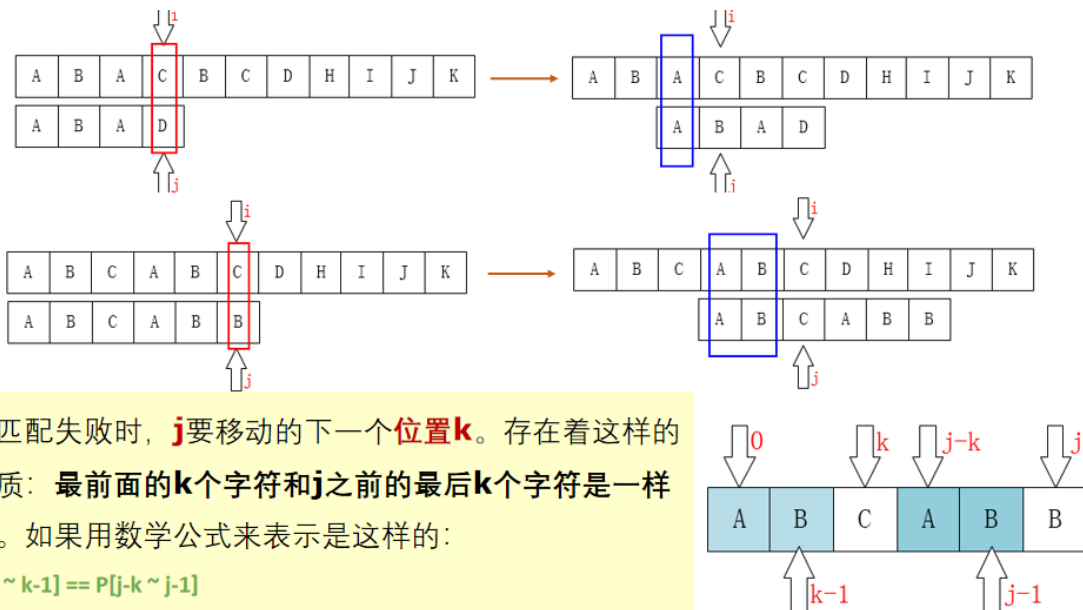 i
i
A B A C B C D H I J K
A B A C B C D H I J K
A B A D
A B A D
j
j
i
i
A B C A B C D H I J K
A B C A B C D H I J K
A B C A B B
A B C A B B
j
j
匹配失败时，j要移动的下一个位置k。存在着这样的
质：最前面的k个字符和j之前的最后k个字符是一样
。如果用数学公式来表示是这样的：
~ k-1] == P[j-k ~ j-1]
0 k j-k j
A B C A B B
k-1 j-1